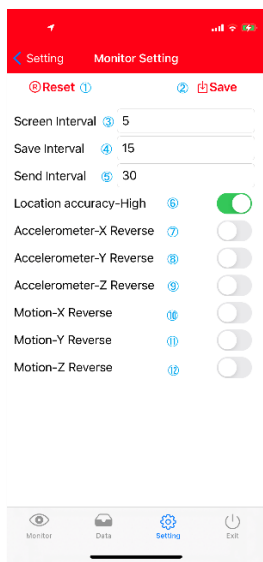 Setting Monitor Setting
®Reset ① ② Save
Screen Interval ③ 5
Save Interval ④ 15
Send Interval ⑤ 30
Location accuracy-High ⑥
Accelerometer-X Reverse ⑦
Accelerometer-Y Reverse ⑧
Accelerometer-Z Reverse ⑨
Motion-X Reverse ⑩
Motion-Y Reverse ⑪
Motion-Z Reverse ⑫
Monitor Data Setting Exit